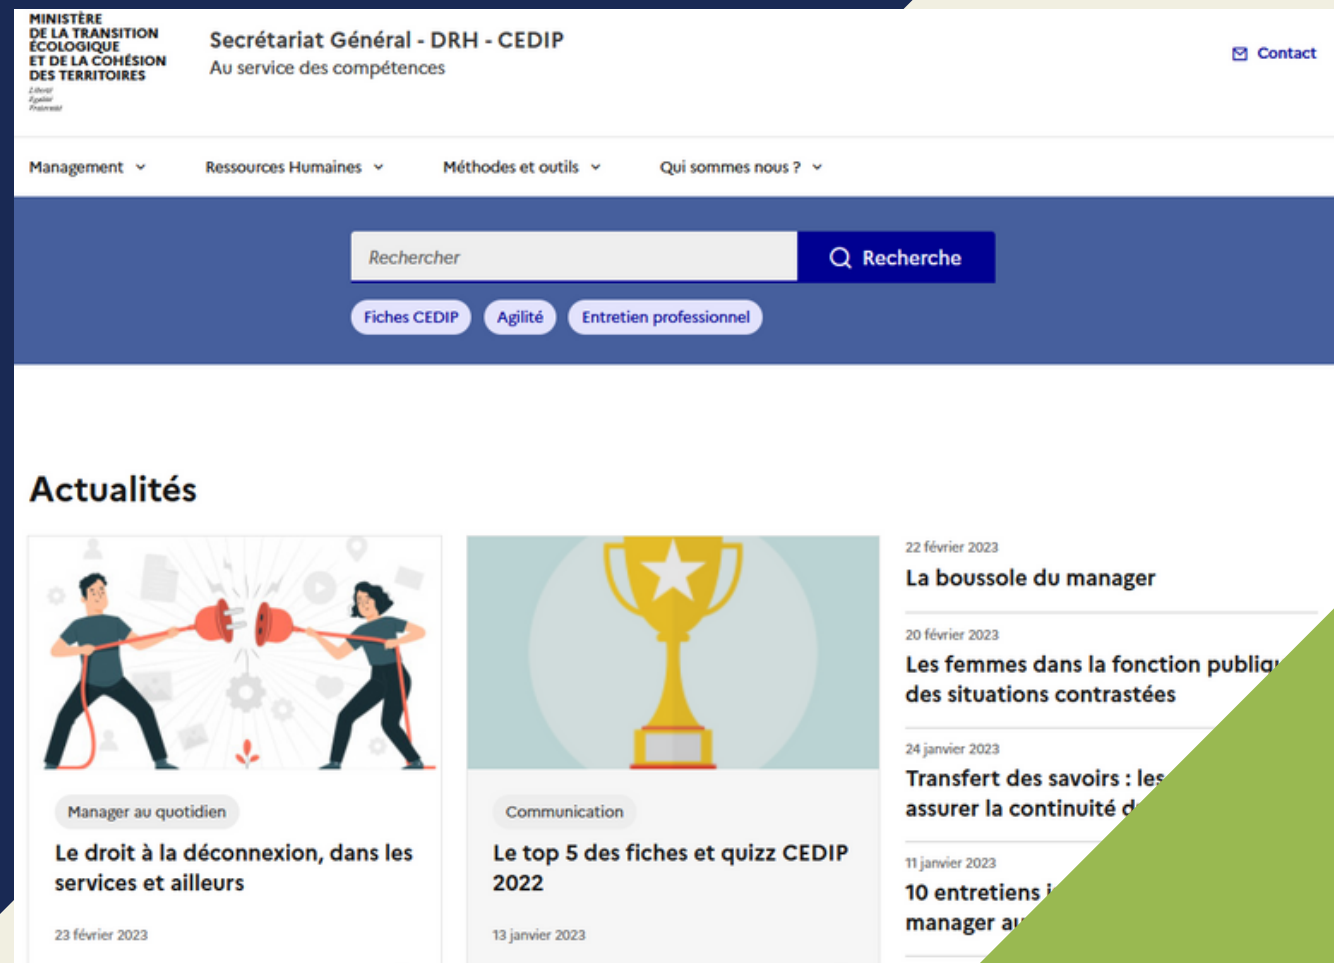 MINISTÈRE
DE LA TRANSITION
ÉCOLOGIQUE
ET DE LA COHÉSION
DES TERRITOIRES
Liberté
Égalité
Fraternité
Secrétariat Général - DRH - CEDIP
Au service des compétences
Contact
Management
Ressources Humaines
Méthodes et outils
Qui sommes nous ?
Rechercher
Recherche
Fiches CEDIP
Agilité
Entretien professionnel
Actualités
Manager au quotidien
Le droit à la déconnexion, dans les
services et ailleurs
23 février 2023
Communication
Le top 5 des fiches et quizz CEDIP
2022
13 janvier 2023
22 février 2023
La boussole du manager
20 février 2023
Les femmes dans la fonction
des situations contrastées
24 janvier 2023
Transfert des savoirs : les
assurer la continuité
11 janvier 2023
10 entretiens
manager